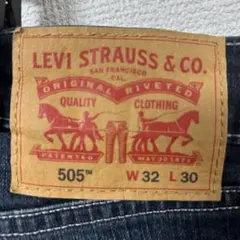 LEVI STRAUSS & CO.
SAN FRANCISCO
CAL.
ORIGINAL RIVETED
QUALITY CLOTHING
PATENTED MAY 20 1873
505™ W 32 L 30